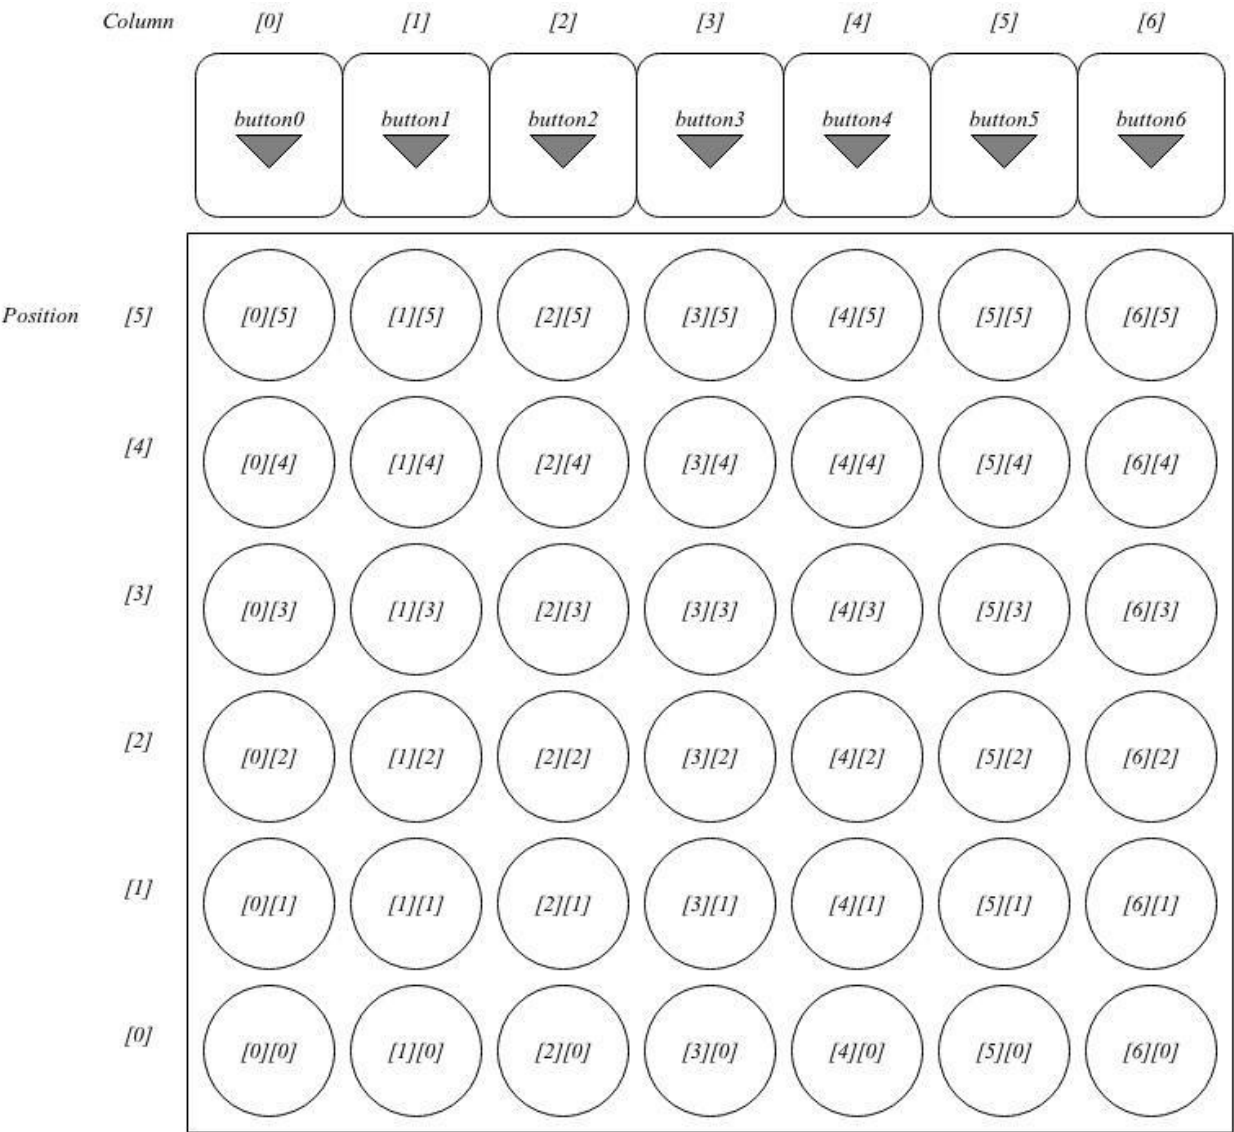 Column [0] [1] [2] [3] [4] [5] [6]
button0 button1 button2 button3 button4 button5 button6
Position [5] [0][5] [1][5] [2][5] [3][5] [4][5] [5][5] [6][5]
[4] [0][4] [1][4] [2][4] [3][4] [4][4] [5][4] [6][4]
[3] [0][3] [1][3] [2][3] [3][3] [4][3] [5][3] [6][3]
[2] [0][2] [1][2] [2][2] [3][2] [4][2] [5][2] [6][2]
[1] [0][1] [1][1] [2][1] [3][1] [4][1] [5][1] [6][1]
[0] [0][0] [1][0] [2][0] [3][0] [4][0] [5][0] [6][0]